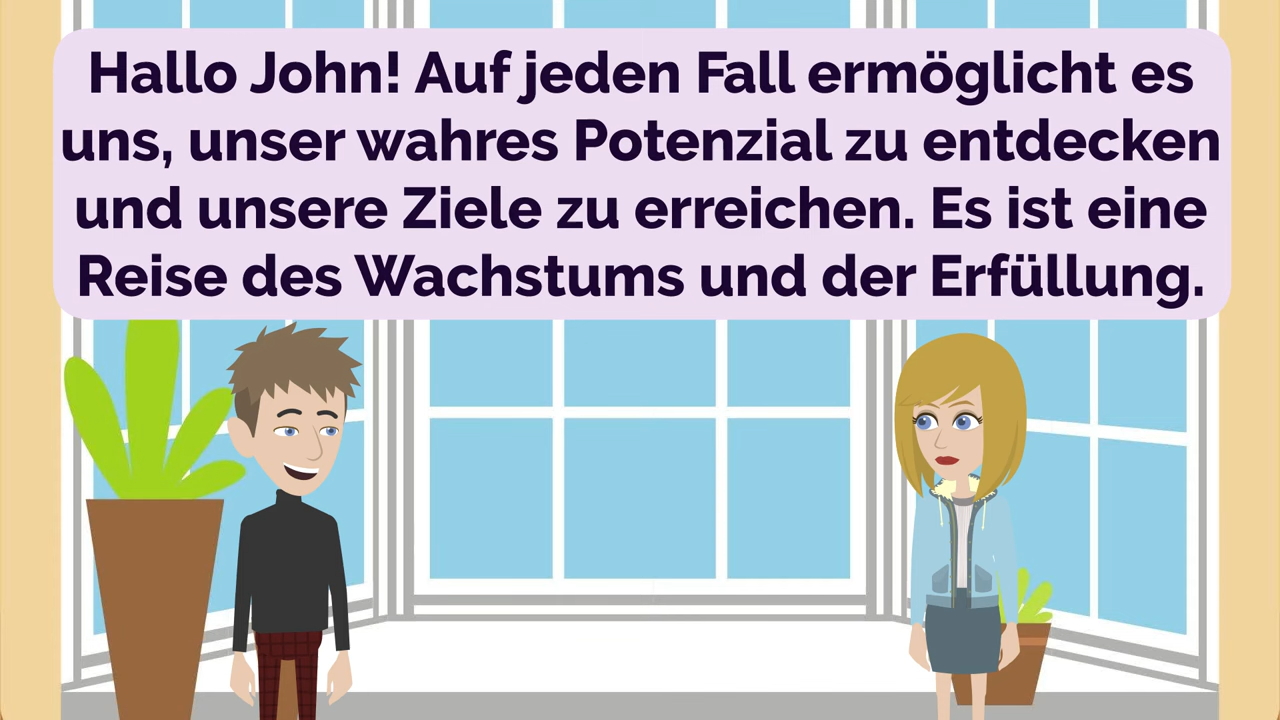 Hallo John! Auf jeden Fall ermöglicht es
uns, unser wahres Potenzial zu entdecken
und unsere Ziele zu erreichen. Es ist eine
Reise des Wachstums und der Erfüllung.